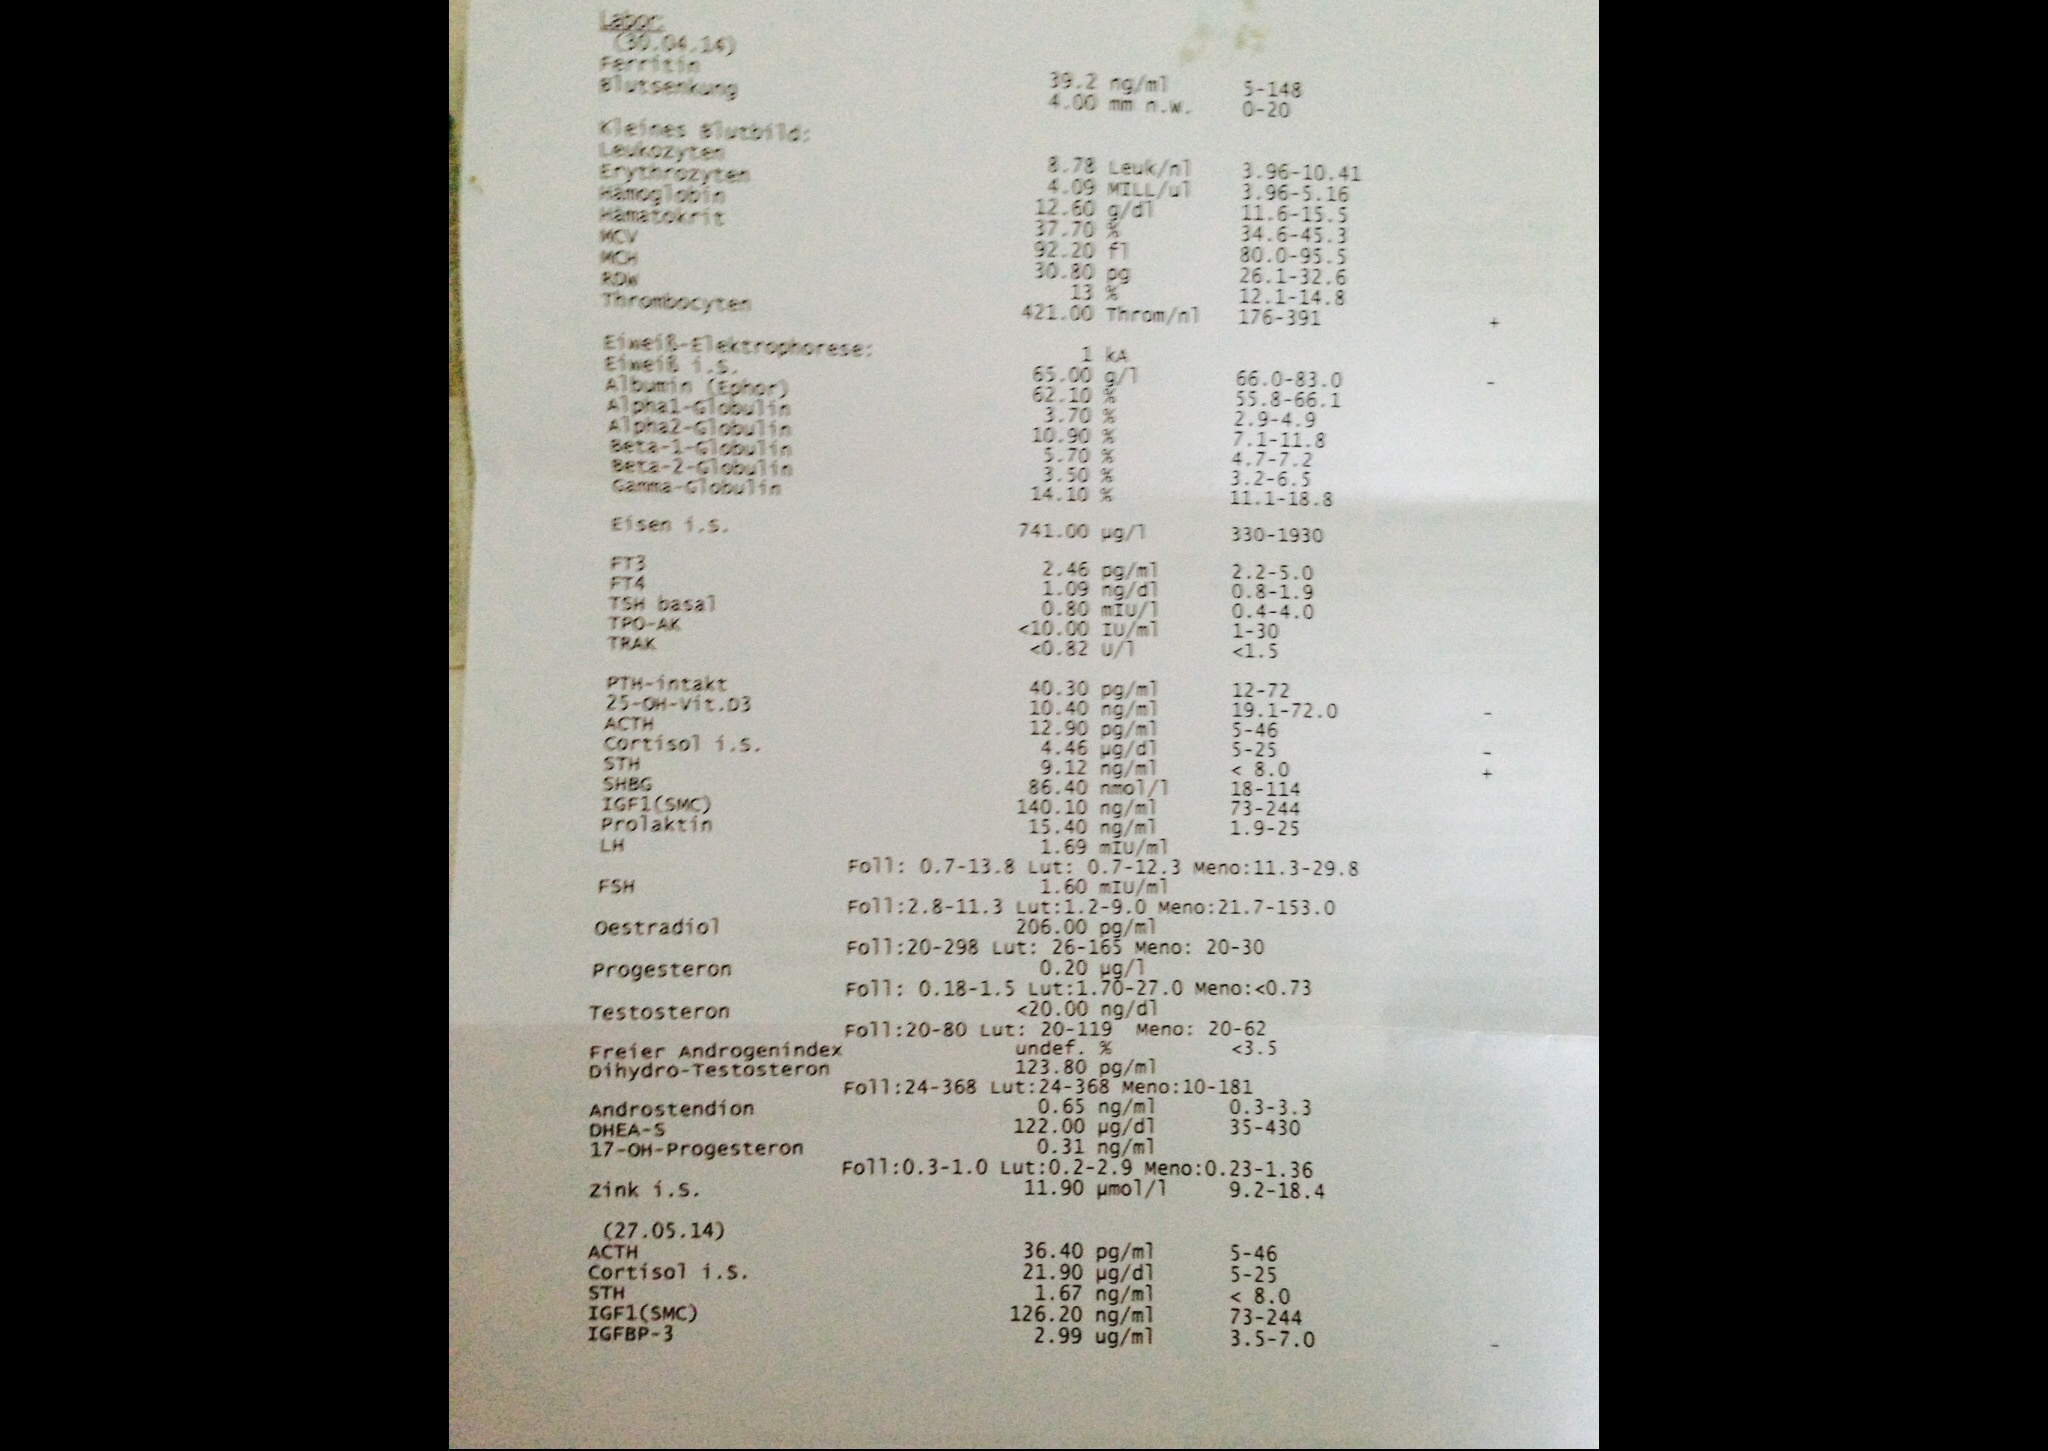 Labor:
(30.04.14)
Ferritin 39.2 ng/ml 5-148
Blutsenkung 4.00 mm n.w. 0-20
Kleines Blutbild:
Leukozyten 8.78 Leuk/nl 3.96-10.41
Erythrozyten 4.09 MILL/ul 3.96-5.16
Hämoglobin 12.60 g/dl 11.6-15.5
Hämatokrit 37.70 % 34.6-45.3
MCV 92.20 fl 80.0-95.5
MCH 30.80 pg 26.1-32.6
RDW 13 % 12.1-14.8
Thrombocyten 421.00 Throm/nl 176-391 +
Eiweiß-Elektrophorese: 1 kA
Eiweiß i.S. 65.00 g/l 66.0-83.0 -
Albumin (Ephor) 62.10 % 55.8-66.1
Alpha1-Globulin 3.70 % 2.9-4.9
Alpha2-Globulin 10.90 % 7.1-11.8
Beta-1-Globulin 5.70 % 4.7-7.2
Beta-2-Globulin 3.50 % 3.2-6.5
Gamma-Globulin 14.10 % 11.1-18.8
Eisen i.S. 741.00 µg/l 330-1930
FT3 2.46 pg/ml 2.2-5.0
FT4 1.09 ng/dl 0.8-1.9
TSH basal 0.80 mIU/l 0.4-4.0
TPO-AK <10.00 IU/ml 1-30
TRAK <0.82 U/l <1.5
PTH-intakt 40.30 pg/ml 12-72
25-OH-Vit.D3 10.40 ng/ml 19.1-72.0 -
ACTH 12.90 pg/ml 5-46
Cortisol i.S. 4.46 µg/dl 5-25 -
STH 9.12 ng/ml < 8.0 +
SHBG 86.40 nmol/l 18-114
IGF1(SMC) 140.10 ng/ml 73-244
Prolaktin 15.40 ng/ml 1.9-25
LH 1.69 mIU/ml
Foll: 0.7-13.8 Lut: 0.7-12.3 Meno:11.3-29.8
FSH 1.60 mIU/ml
Foll:2.8-11.3 Lut:1.2-9.0 Meno:21.7-153.0
Oestradiol 206.00 pg/ml
Foll:20-298 Lut: 26-165 Meno: 20-30
Progesteron 0.20 µg/l
Foll: 0.18-1.5 Lut:1.70-27.0 Meno:<0.73
Testosteron <20.00 ng/dl
Foll:20-80 Lut: 20-119 Meno: 20-62
Freier Androgenindex undef. % <3.5
Dihydro-Testosteron 123.80 pg/ml
Foll:24-368 Lut:24-368 Meno:10-181
Androstendion 0.65 ng/ml 0.3-3.3
DHEA-S 122.00 µg/dl 35-430
17-OH-Progesteron 0.31 ng/ml
Foll:0.3-1.0 Lut:0.2-2.9 Meno:0.23-1.36
Zink i.S. 11.90 µmol/l 9.2-18.4
(27.05.14)
ACTH 36.40 pg/ml 5-46
Cortisol i.S. 21.90 µg/dl 5-25
STH 1.67 ng/ml < 8.0
IGF1(SMC) 126.20 ng/ml 73-244
IGFBP-3 2.99 ug/ml 3.5-7.0 -